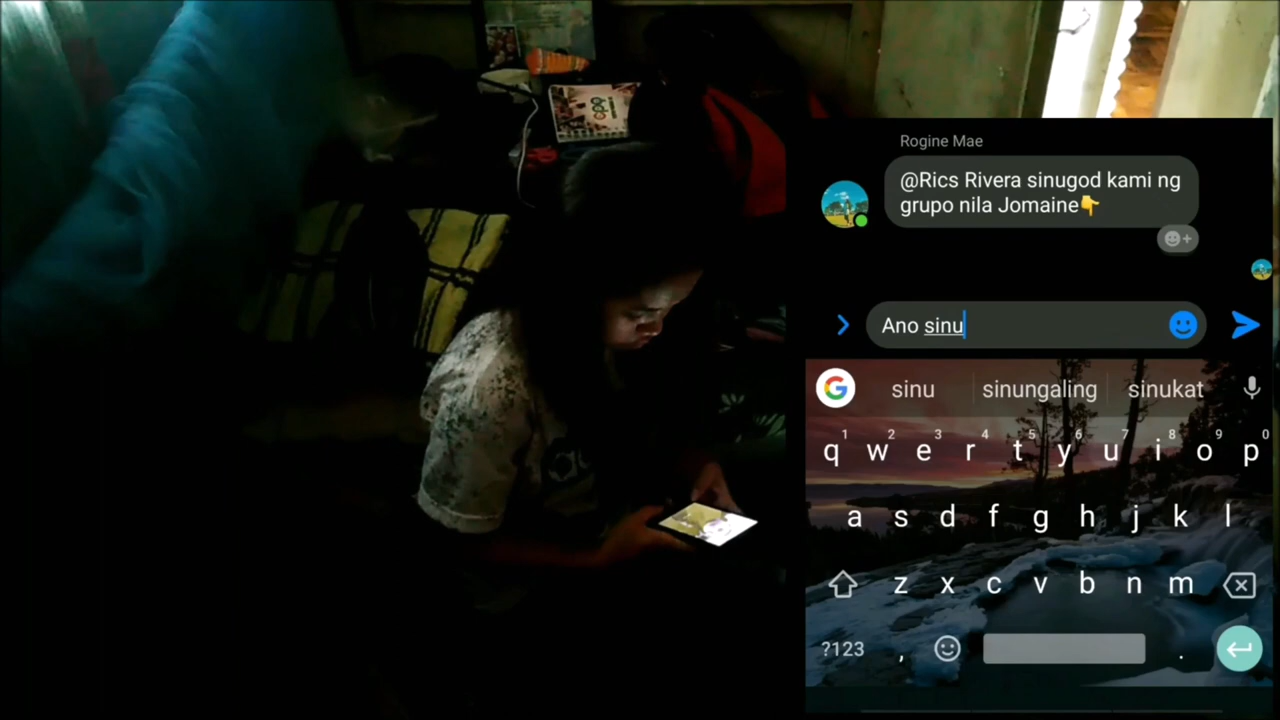 cpo
Rogine Mae
@Rics Rivera sinugod kami ng
grupo nila Jomaine👇
Ano sinu
sinu sinungaling sinukat
1 2 3 4 5 6 7 8 9 0
q w e r t y u i o p
a s d f g h j k l
z x c v b n m
?123 , .